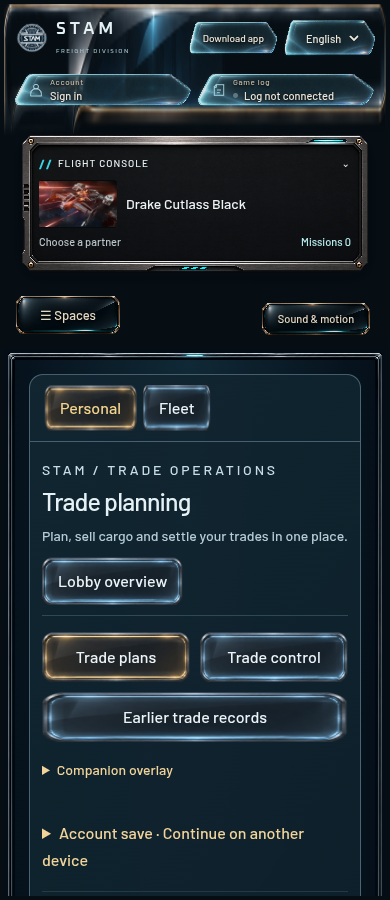 STAM
STAM
FREIGHT DIVISION
Download app
English
Account
Sign in
Game log
Log not connected
// FLIGHT CONSOLE
Drake Cutlass Black
Choose a partner
Missions 0
☰ Spaces
Sound & motion
Personal
Fleet
STAM / TRADE OPERATIONS
Trade planning
Plan, sell cargo and settle your trades in one place.
Lobby overview
Trade plans
Trade control
Earlier trade records
▶ Companion overlay
▶ Account save · Continue on another
device